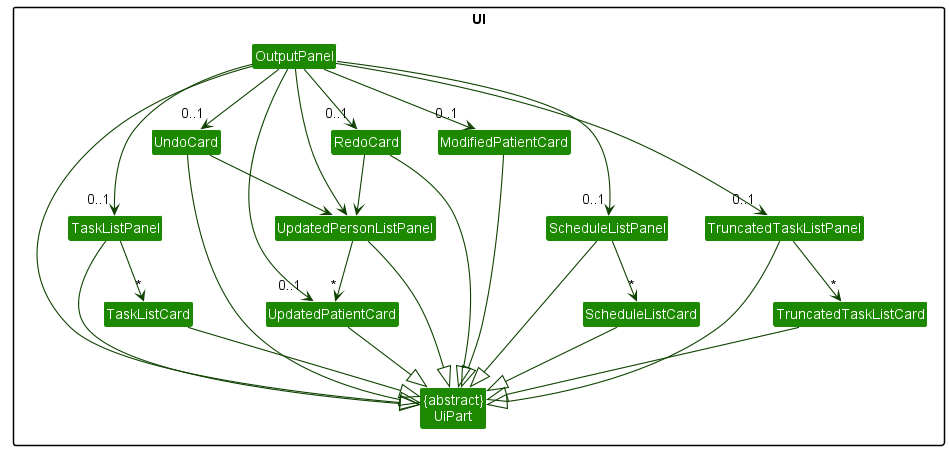 UI
OutputPanel
0..1
0..1
0..1
UndoCard
RedoCard
ModifiedPatientCard
0..1
0..1
0..1
TaskListPanel
UpdatedPersonListPanel
ScheduleListPanel
TruncatedTaskListPanel
*
0..1
*
*
*
TaskListCard
UpdatedPatientCard
ScheduleListCard
TruncatedTaskListCard
{abstract}
UiPart